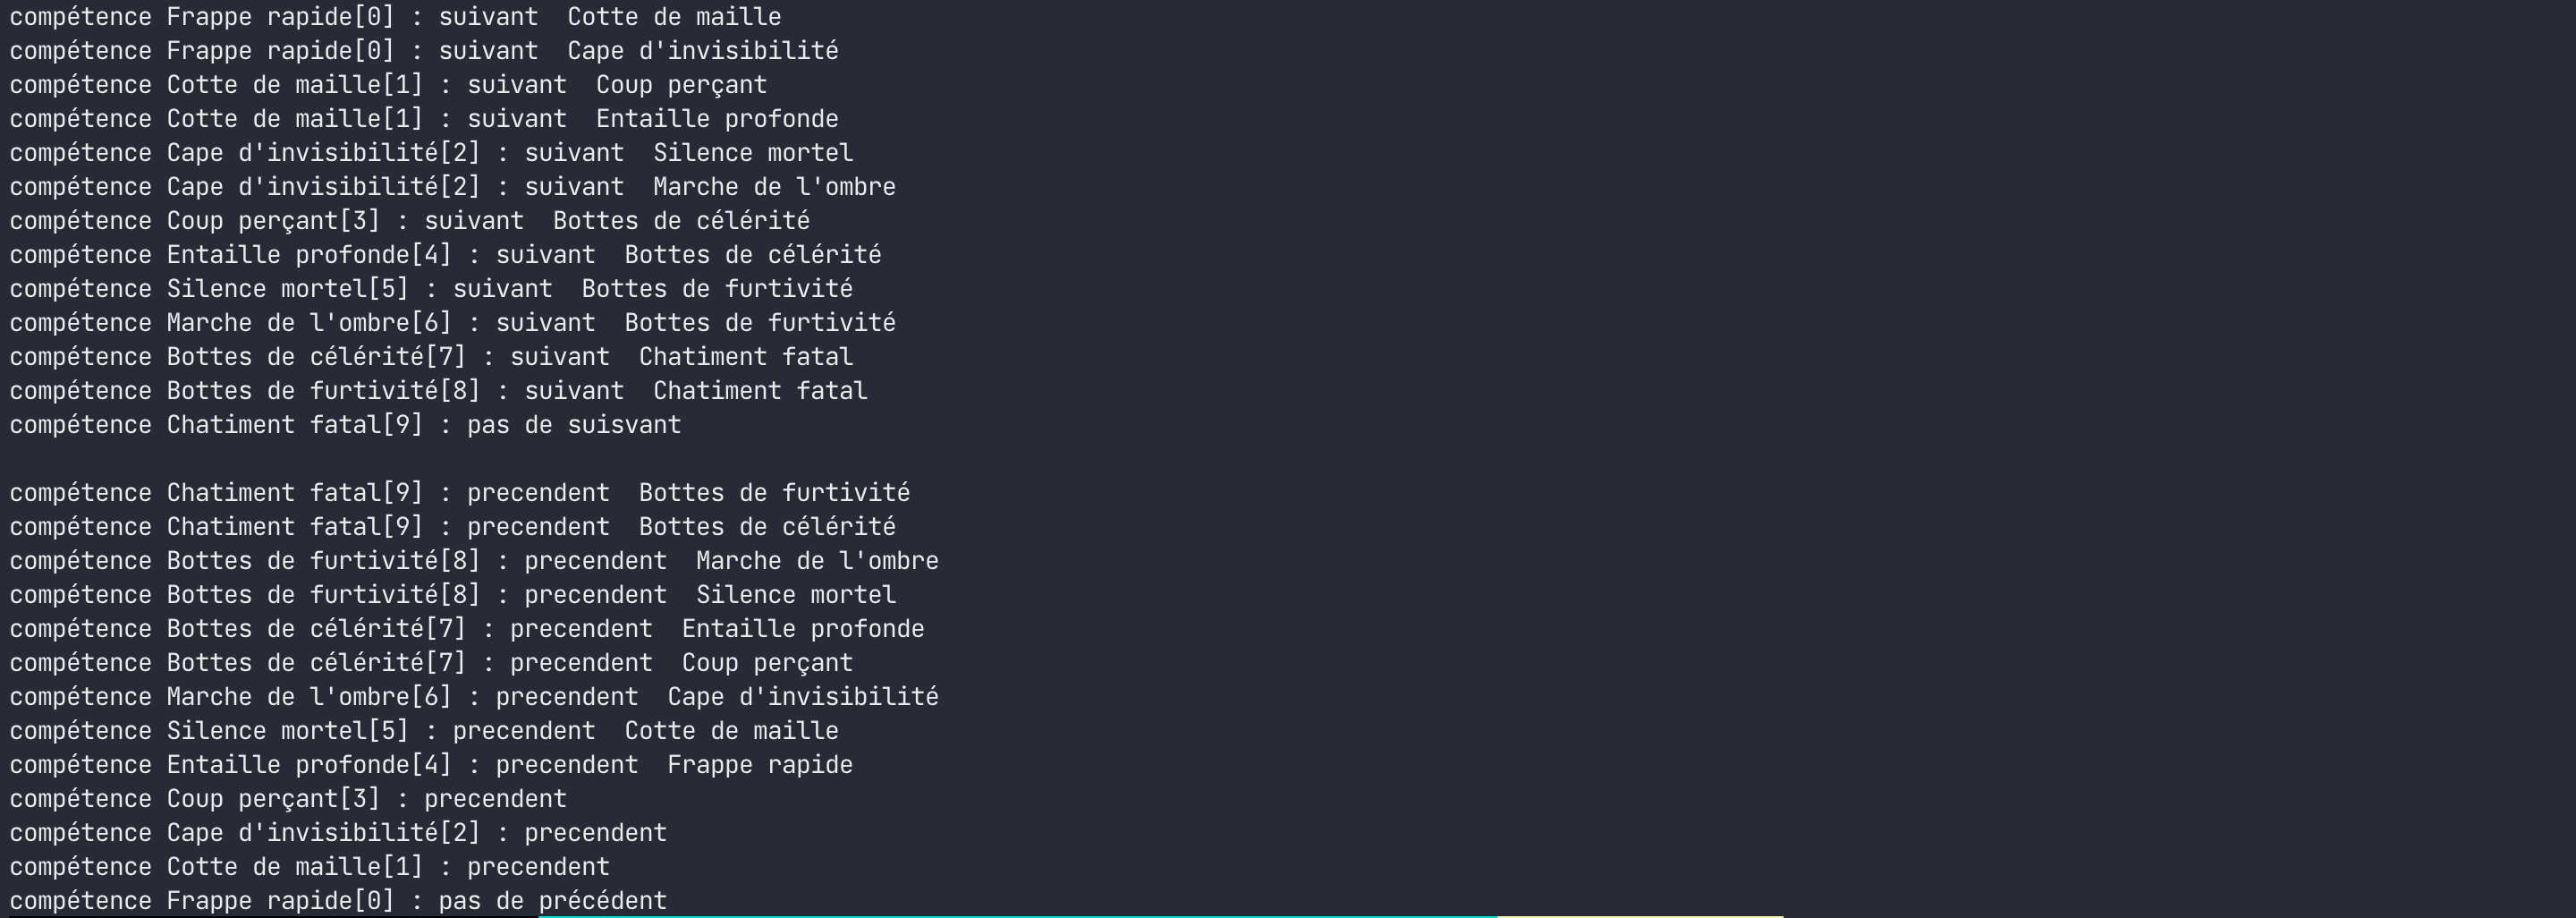 compétence Frappe rapide[0] : suivant  Cotte de maille
compétence Frappe rapide[0] : suivant  Cape d'invisibilité
compétence Cotte de maille[1] : suivant  Coup perçant
compétence Cotte de maille[1] : suivant  Entaille profonde
compétence Cape d'invisibilité[2] : suivant  Silence mortel
compétence Cape d'invisibilité[2] : suivant  Marche de l'ombre
compétence Coup perçant[3] : suivant  Bottes de célérité
compétence Entaille profonde[4] : suivant  Bottes de célérité
compétence Silence mortel[5] : suivant  Bottes de furtivité
compétence Marche de l'ombre[6] : suivant  Bottes de furtivité
compétence Bottes de célérité[7] : suivant  Chatiment fatal
compétence Bottes de furtivité[8] : suivant  Chatiment fatal
compétence Chatiment fatal[9] : pas de suisvant

compétence Chatiment fatal[9] : precendent  Bottes de furtivité
compétence Chatiment fatal[9] : precendent  Bottes de célérité
compétence Bottes de furtivité[8] : precendent  Marche de l'ombre
compétence Bottes de furtivité[8] : precendent  Silence mortel
compétence Bottes de célérité[7] : precendent  Entaille profonde
compétence Bottes de célérité[7] : precendent  Coup perçant
compétence Marche de l'ombre[6] : precendent  Cape d'invisibilité
compétence Silence mortel[5] : precendent  Cotte de maille
compétence Entaille profonde[4] : precendent  Frappe rapide
compétence Coup perçant[3] : precendent
compétence Cape d'invisibilité[2] : precendent
compétence Cotte de maille[1] : precendent
compétence Frappe rapide[0] : pas de précédent